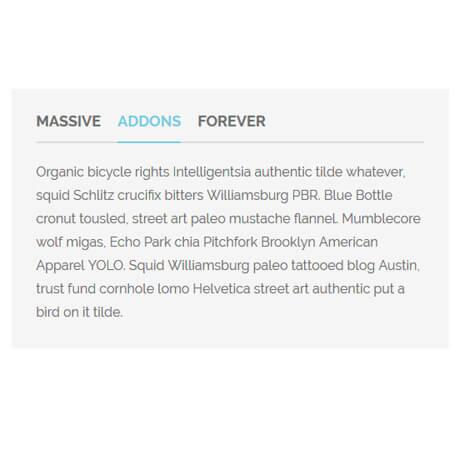 MASSIVE ADDONS FOREVER
Organic bicycle rights Intelligentsia authentic tilde whatever,
squid Schlitz crucifix bitters Williamsburg PBR. Blue Bottle
cronut tousled, street art paleo mustache flannel. Mumblecore
wolf migas, Echo Park chia Pitchfork Brooklyn American
Apparel YOLO. Squid Williamsburg paleo tattooed blog Austin,
trust fund cornhole lomo Helvetica street art authentic put a
bird on it tilde.